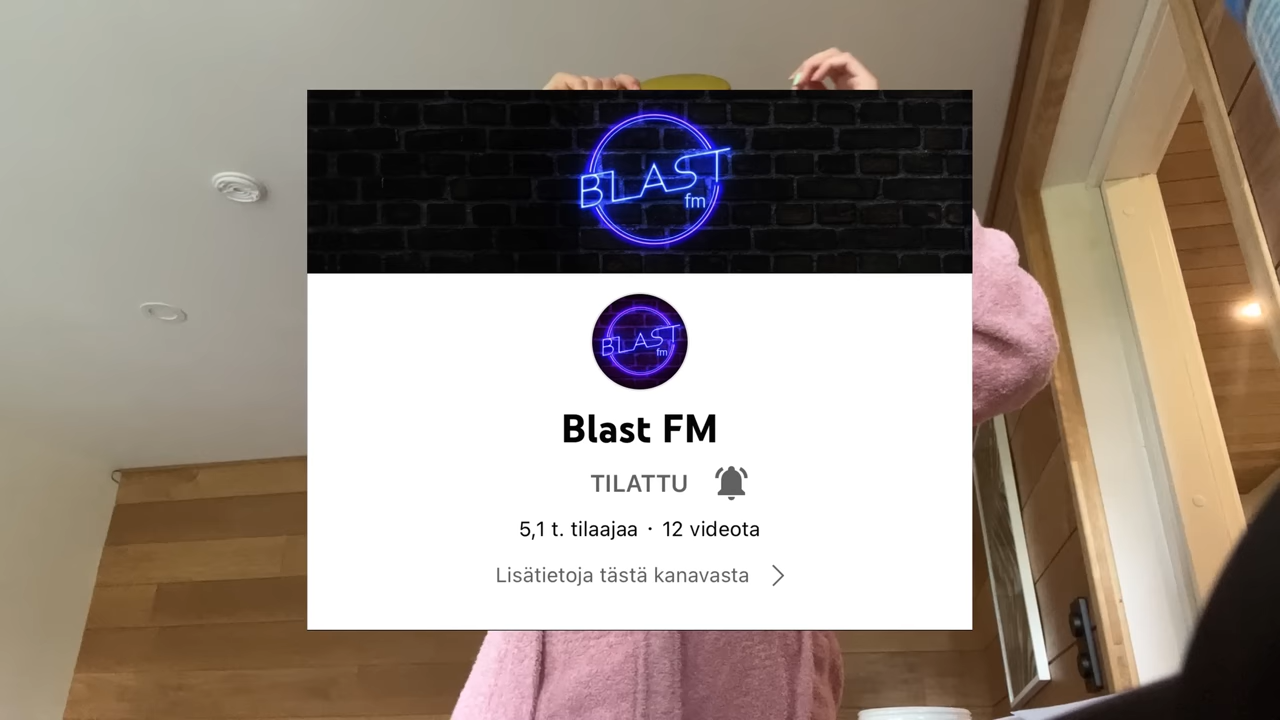 BLAST
fm
BLAST
fm
Blast FM
TILATTU
5,1 t. tilaajaa · 12 videota
Lisätietoja tästä kanavasta